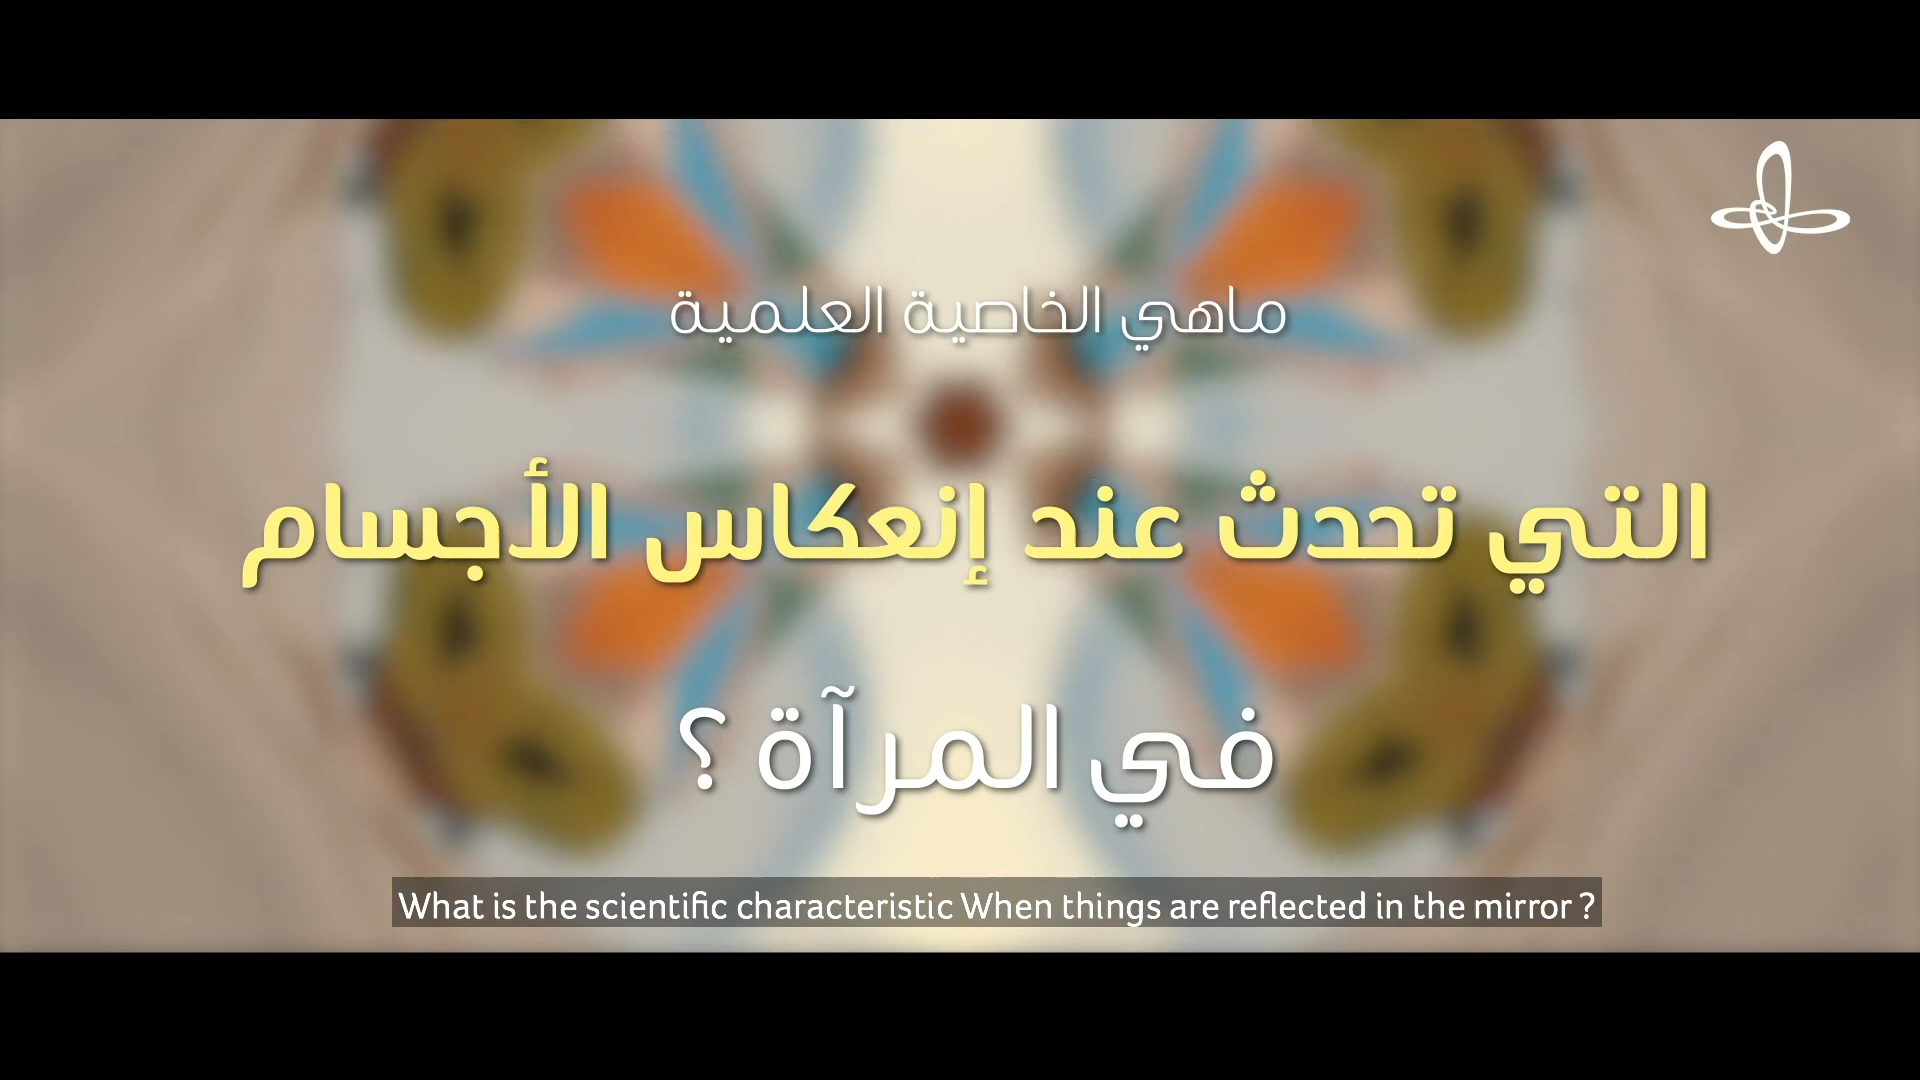 ماهي الخاصية العلمية
التي تحدث عند إنعكاس الأجسام
في المرآة ؟
What is the scientific characteristic When things are reflected in the mirror ?